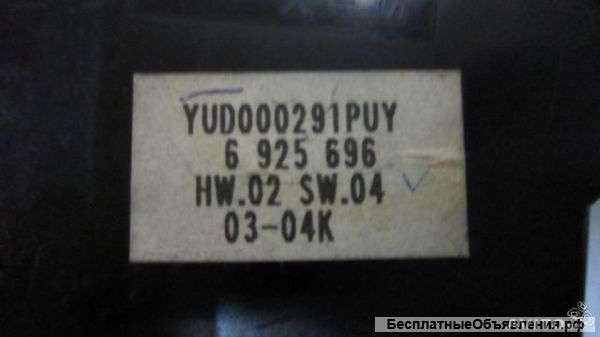 YUD000291PUY
6 925 696
HW.02 SW.04
03-04K
БесплатныеОбъявления.рф